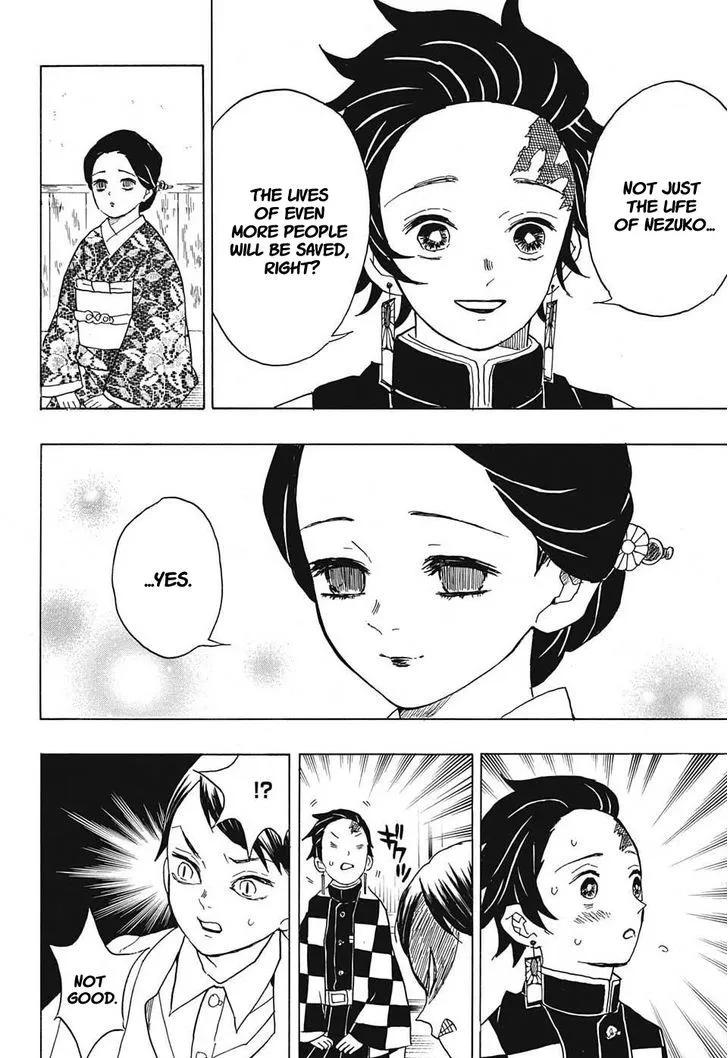 NOT JUST
THE LIFE
OF NEZUKO...
THE LIVES
OF EVEN
MORE PEOPLE
WILL BE SAVED,
RIGHT?
...YES.
ギクッ
!?
NOT
GOOD.